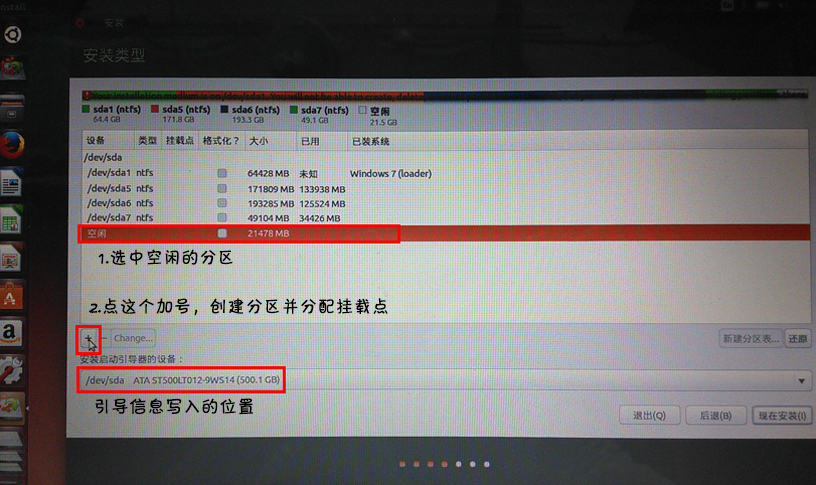 nstall
安装
安装类型
sda1 (ntfs) sda5 (ntfs) sda6 (ntfs) sda7 (ntfs) 空闲
64.4 GB 171.8 GB 193.3 GB 49.1 GB 21.5 GB
设备 类型 挂载点 格式化？ 大小 已用 已装系统
/dev/sda
/dev/sda1 ntfs 64428 MB 未知 Windows 7 (loader)
/dev/sda5 ntfs 171809 MB 133938 MB
/dev/sda6 ntfs 193285 MB 125524 MB
/dev/sda7 ntfs 49104 MB 34426 MB
空闲 21478 MB
1.选中空闲的分区
2.点这个加号，创建分区并分配挂载点
+ − Change... 新建分区表... 还原
安装启动引导器的设备：
/dev/sda ATA ST500LT012-9WS14 (500.1 GB)
引导信息写入的位置
退出(Q) 后退(B) 现在安装(I)